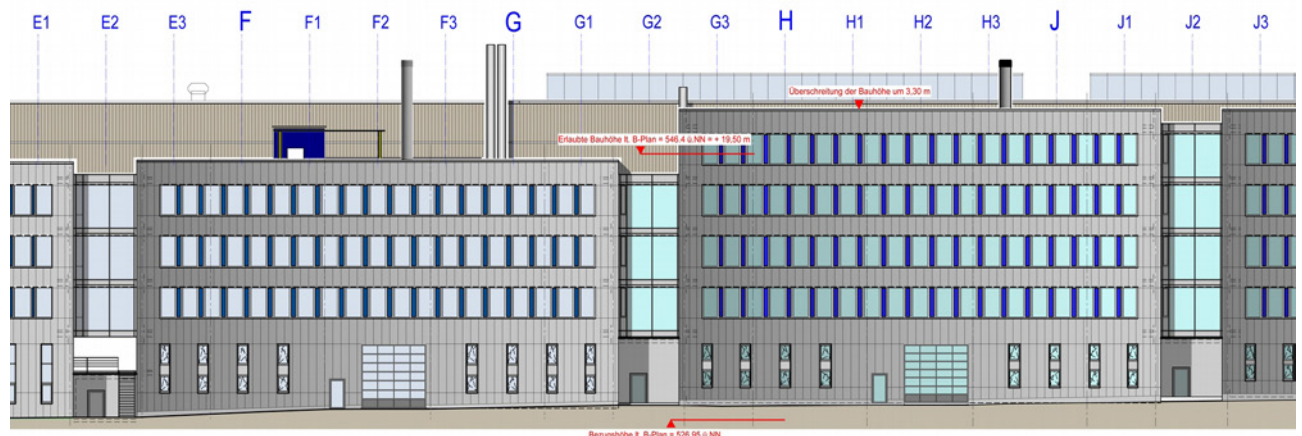 E1 E2 E3 F F1 F2 F3 G G1 G2 G3 H H1 H2 H3 J J1 J2 J3
Überschreitung der Bauhöhe um 3,30 m
Erlaubte Bauhöhe lt. B-Plan = 546.4 ü.NN = + 19,50 m
Bezugshöhe lt. B-Plan = 526,95 ü.NN